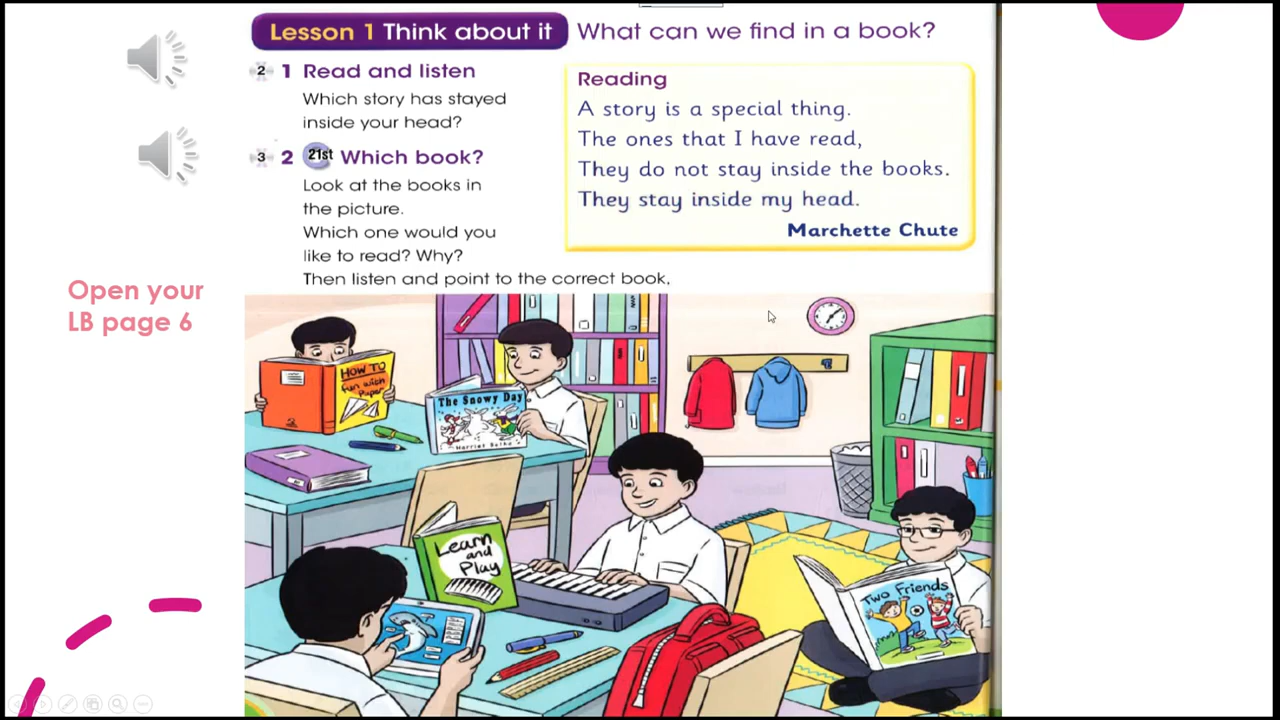 Lesson 1 Think about it What can we find in a book?
2 1 Read and listen
Which story has stayed
inside your head?
3 2 21st Which book?
Look at the books in
the picture.
Which one would you
like to read? Why?
Then listen and point to the correct book.
Reading
A story is a special thing.
The ones that I have read,
They do not stay inside the books.
They stay inside my head.
Marchette Chute
Open your
LB page 6
HOW TO
fun with
Paper
The Snowy Day
Learn
and
Play
Two Friends